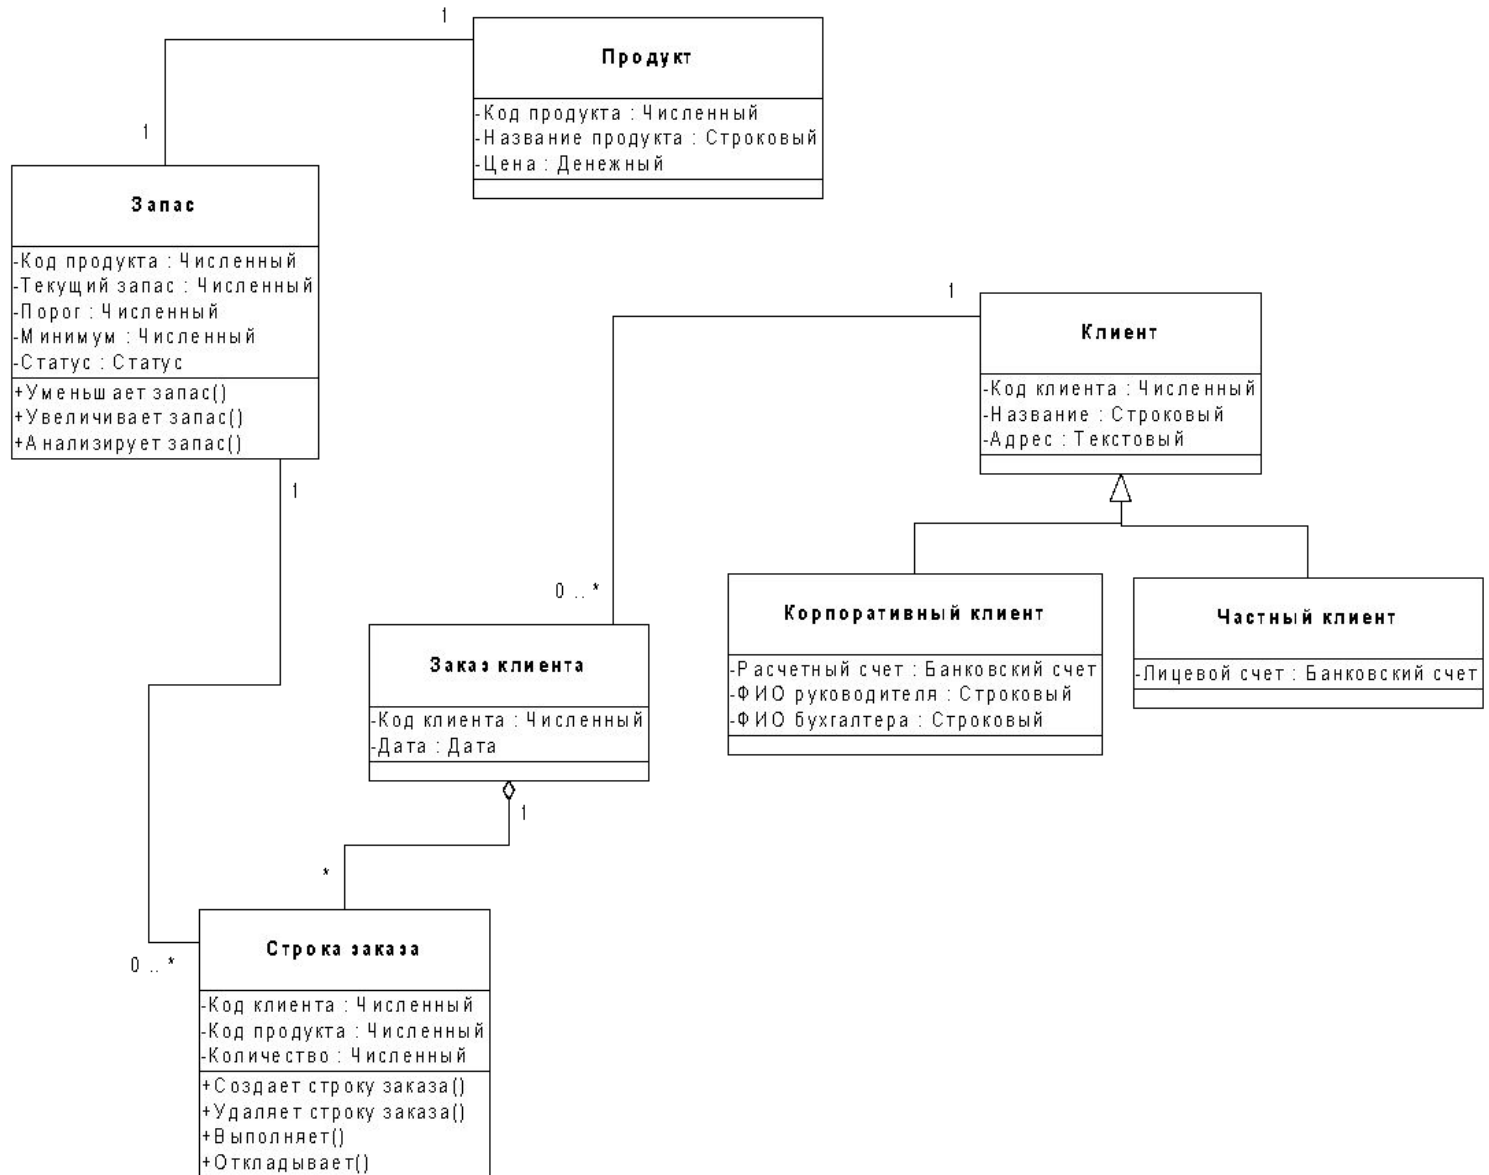 1
Продукт
-Код продукта : Численный
-Название продукта : Строковый
-Цена : Денежный
1
Запас
-Код продукта : Численный
-Текущий запас : Численный
-Порог : Численный
-Минимум : Численный
-Статус : Статус
+Уменьшает запас()
+Увеличивает запас()
+Анализирует запас()
1
1
Клиент
-Код клиента : Численный
-Название : Строковый
-Адрес : Текстовый
0 .. *
Корпоративный клиент
-Расчетный счет : Банковский счет
-ФИО руководителя : Строковый
-ФИО бухгалтера : Строковый
Частный клиент
-Лицевой счет : Банковский счет
Заказ клиента
-Код клиента : Численный
-Дата : Дата
1
*
0 .. *
Строка заказа
-Код клиента : Численный
-Код продукта : Численный
-Количество : Численный
+Создает строку заказа()
+Удаляет строку заказа()
+Выполняет()
+Откладывает()